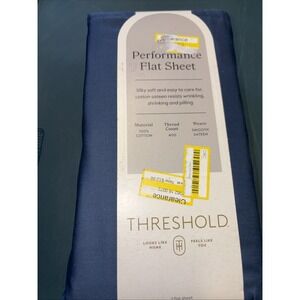 Clearance
Performance
Flat Sheet
Silky soft and easy to care for
cotton sateen resists wrinkling,
shrinking and pilling
Material
100%
COTTON
Thread
Count
400
Weave
SMOOTH
SATEEN
Clearance
THRESHOLD
LOOKS LIKE
HOME
FEELS LIKE
YOU